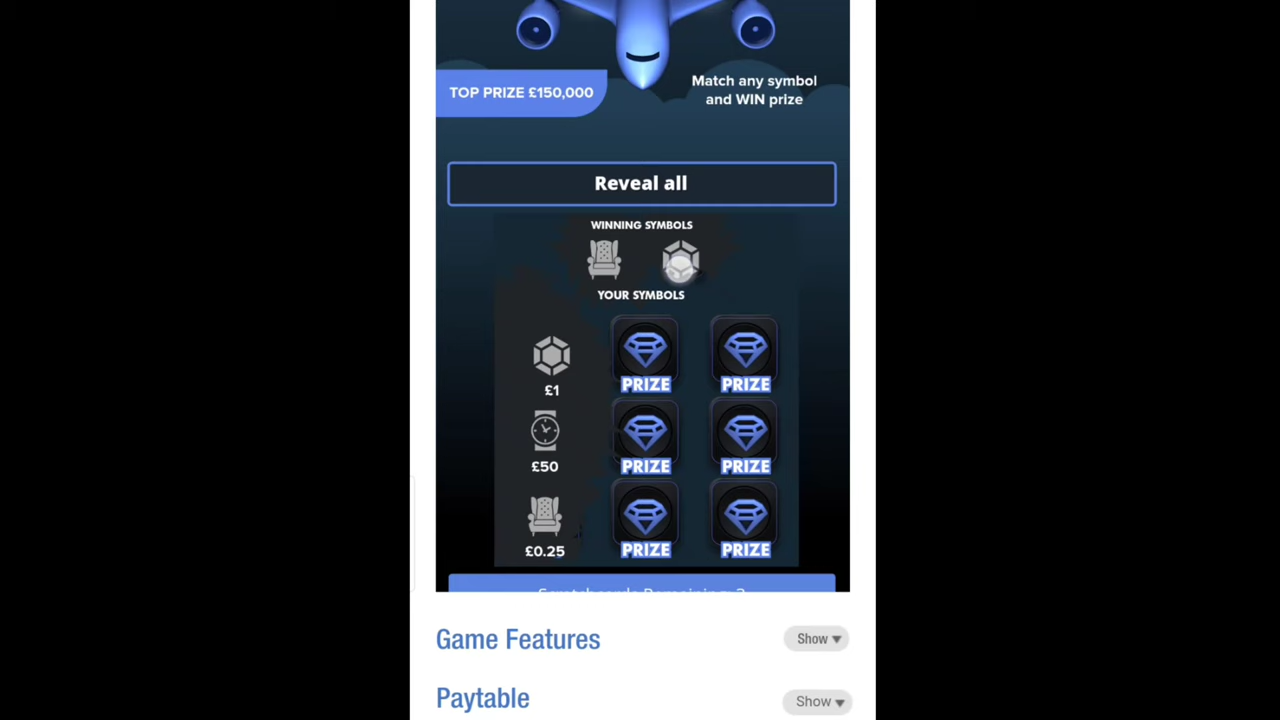 TOP PRIZE £150,000
Match any symbol
and WIN prize
Reveal all
WINNING SYMBOLS
YOUR SYMBOLS
PRIZE PRIZE
£1
PRIZE PRIZE
£50
PRIZE PRIZE
£0.25
Game Features
Show
Paytable
Show